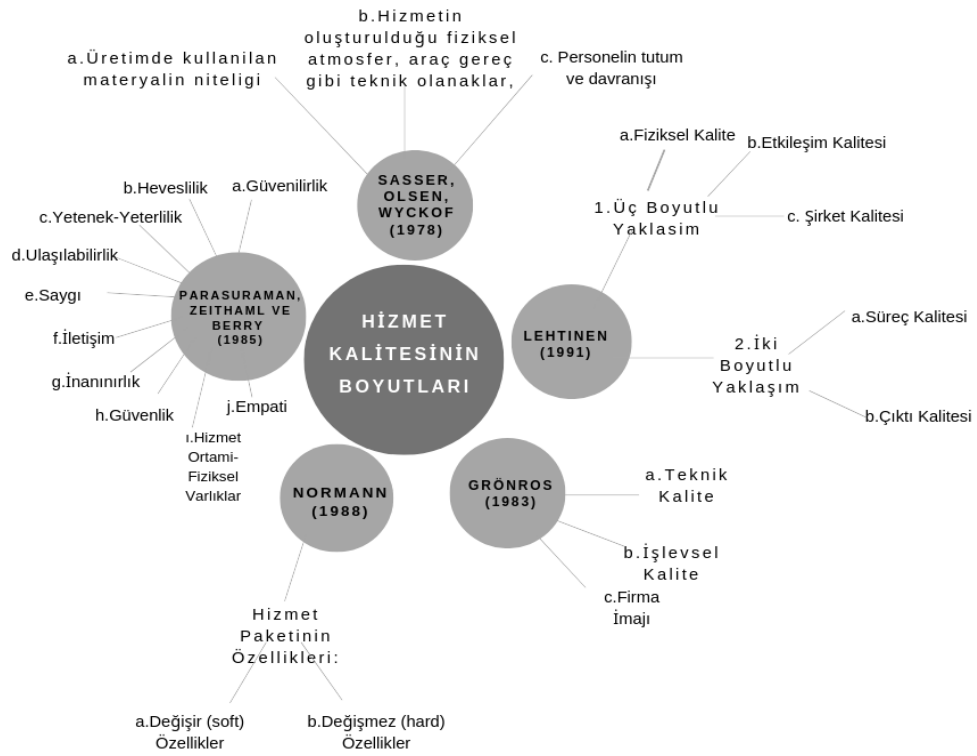 b.Hizmetin
oluşturulduğu fiziksel
atmosfer, araç gereç
gibi teknik olanaklar,
a.Üretimde kullanilan
materyalin niteligi
c. Personelin tutum
ve davranışı
SASSER,
OLSEN,
WYCKOF
(1978)
a.Fiziksel Kalite
b.Etkileşim Kalitesi
1.Üç Boyutlu
Yaklasim
c. Şirket Kalitesi
LEHTINEN
(1991)
a.Süreç Kalitesi
2.İki
Boyutlu
Yaklaşım
b.Çıktı Kalitesi
HİZMET
KALİTESİNİN
BOYUTLARI
a.Güvenilirlik
b.Heveslilik
c.Yetenek-Yeterlilik
d.Ulaşılabilirlik
e.Saygı
f.İletişim
g.İnanınırlık
h.Güvenlik
ı.Hizmet
Ortami-
Fiziksel
Varlıklar
j.Empati
PARASURAMAN,
ZEITHAML VE
BERRY
(1985)
NORMANN
(1988)
Hizmet
Paketinin
Özellikleri:
a.Değişir (soft)
Özellikler
b.Değişmez (hard)
Özellikler
GRÖNROS
(1983)
a.Teknik
Kalite
b.İşlevsel
Kalite
c.Firma
İmajı